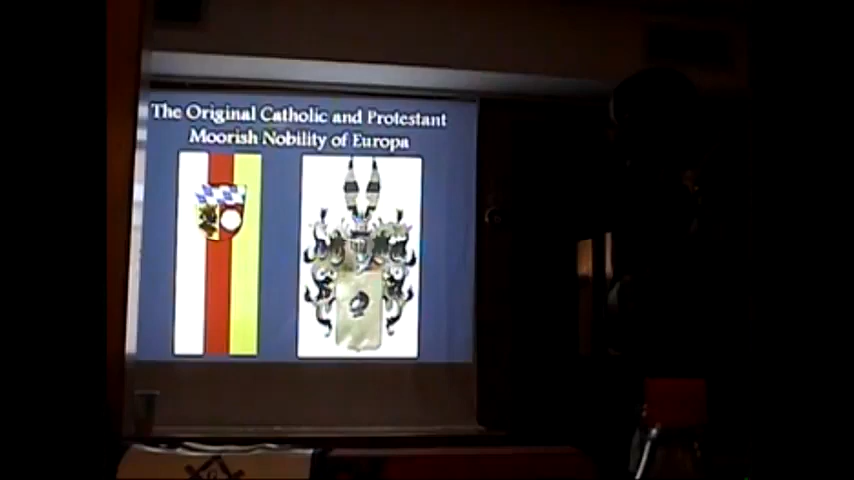 The Original Catholic and Protestant
Moorish Nobility of Europa